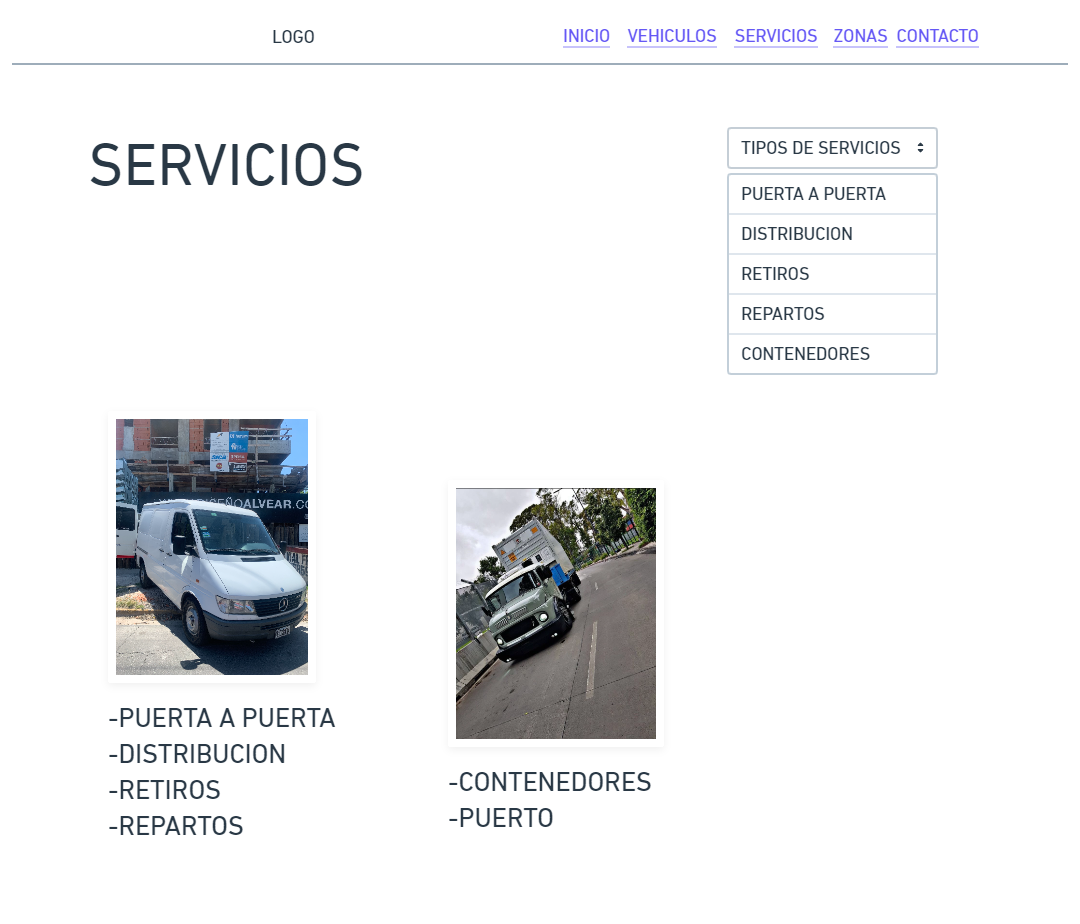 LOGO
INICIO VEHICULOS SERVICIOS ZONAS CONTACTO
SERVICIOS
TIPOS DE SERVICIOS
PUERTA A PUERTA
DISTRIBUCION
RETIROS
REPARTOS
CONTENEDORES
ALVEAR
-PUERTA A PUERTA
-DISTRIBUCION
-RETIROS
-REPARTOS
-CONTENEDORES
-PUERTO